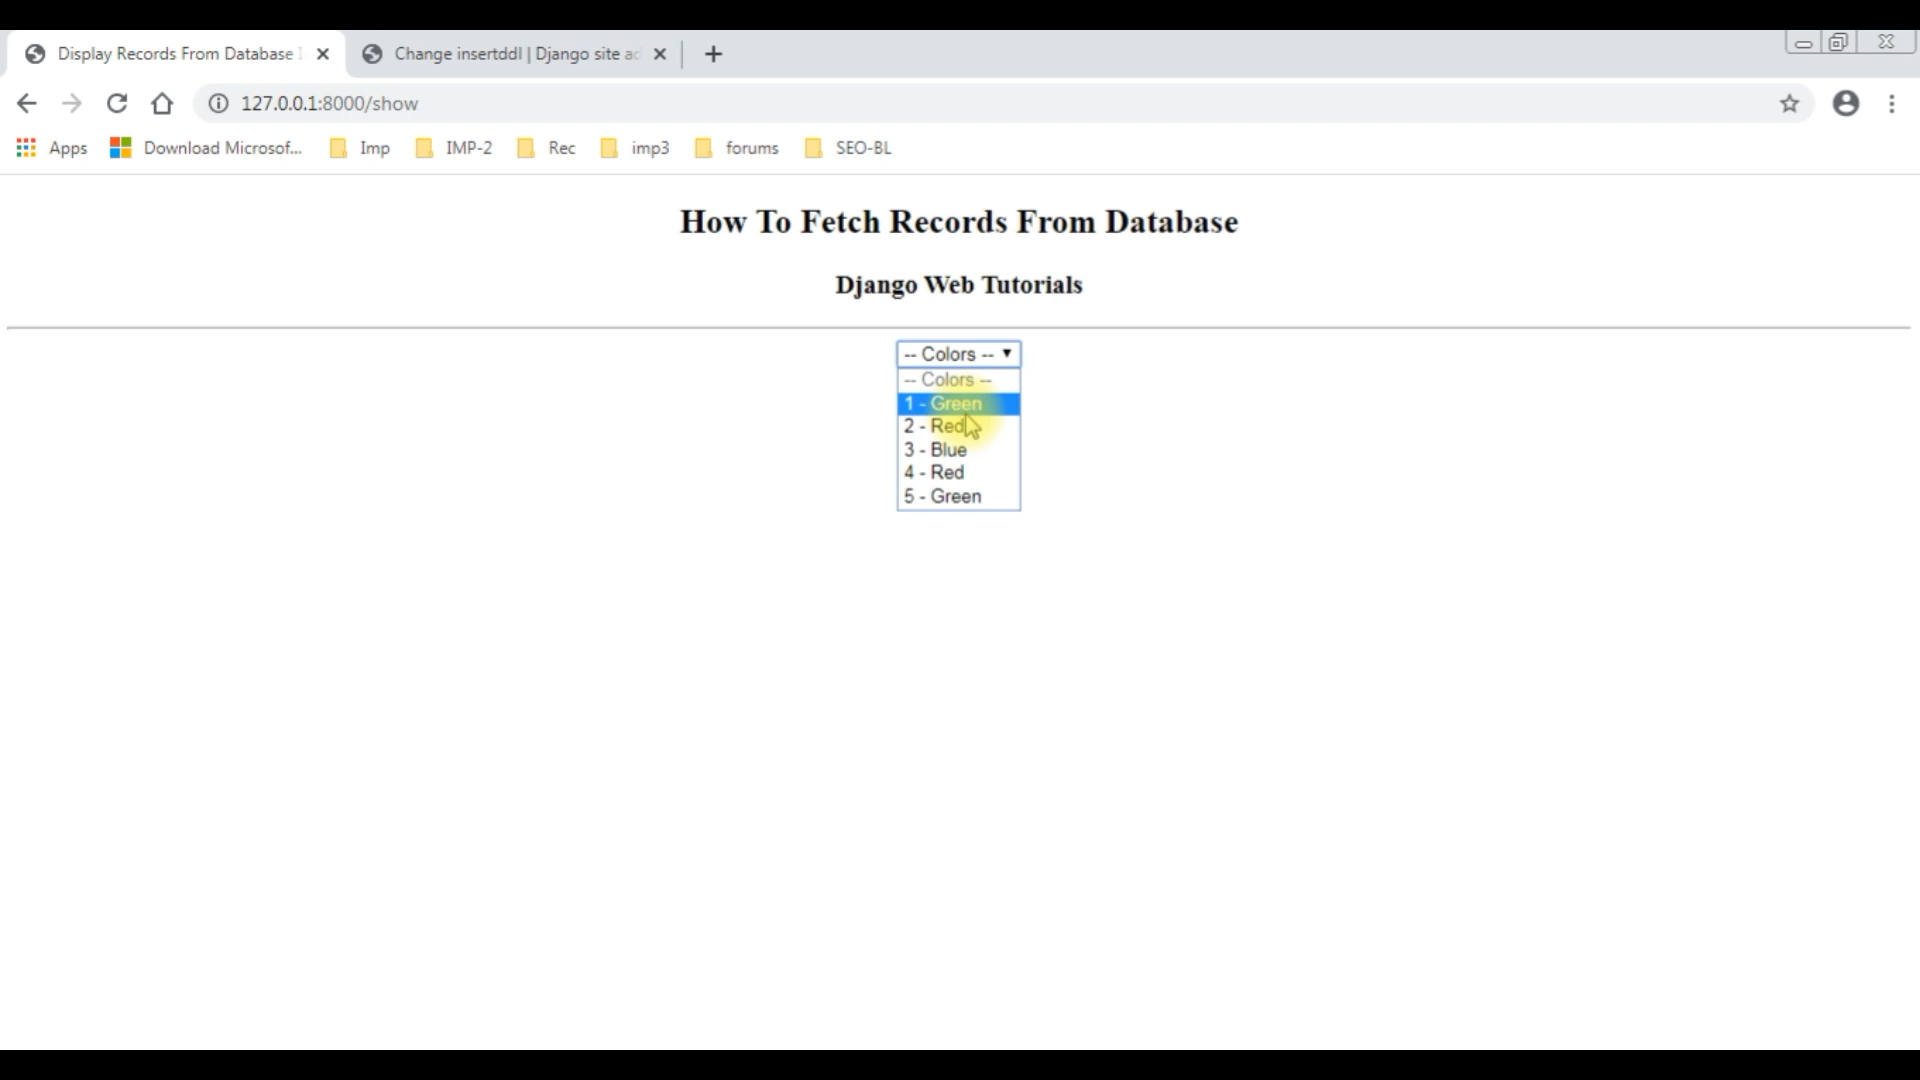 Display Records From Database
Change insertddl | Django site ad
127.0.0.1:8000/show
Apps
Download Microsof...
Imp
IMP-2
Rec
imp3
forums
SEO-BL
How To Fetch Records From Database
Django Web Tutorials
-- Colors --
-- Colors --
1 - Green
2 - Red
3 - Blue
4 - Red
5 - Green